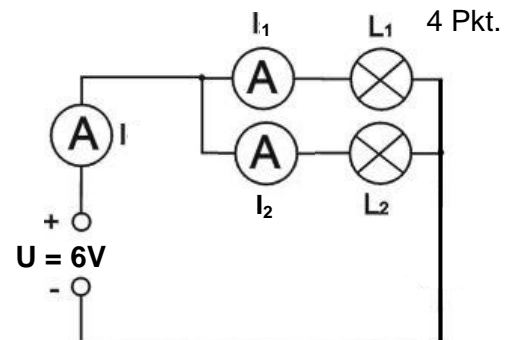 I₁ L₁ 4 Pkt.
A
A I
A
I₂ L₂
+
U = 6V
-